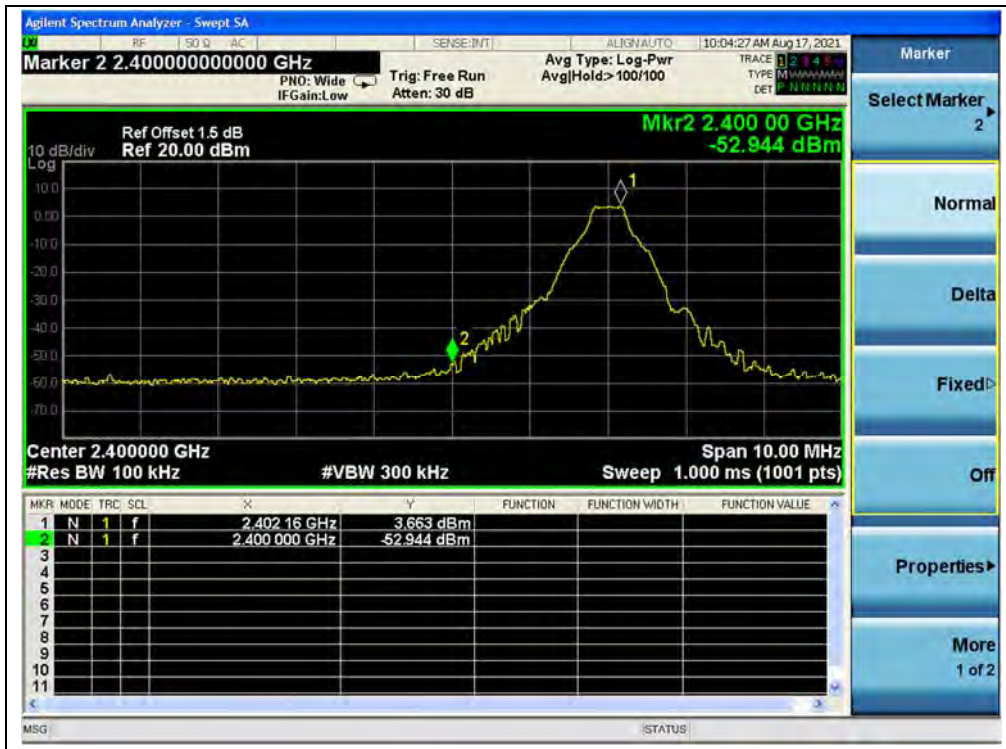 Agilent Spectrum Analyzer - Swept SA
LXI RF 50 Ω AC SENSE:INT ALIGN AUTO 10:04:27 AM Aug 17, 2021
Marker 2 2.400000000000 GHz
PNO: Wide
IFGain:Low
Trig: Free Run
Atten: 30 dB
Avg Type: Log-Pwr
Avg|Hold:> 100/100
TRACE 1 2 3 4 5 6
TYPE M WWWWW
DET P N N N N N
Marker
Select Marker
2
Normal
Delta
Fixed
Off
Properties
More
1 of 2
Mkr2 2.400 00 GHz
-52.944 dBm
Ref Offset 1.5 dB
Ref 20.00 dBm
10 dB/div
Log
10.0
0.00
-10.0
-20.0
-30.0
-40.0
-50.0
-60.0
-70.0
1
2
Center 2.400000 GHz Span 10.00 MHz
#Res BW 100 kHz #VBW 300 kHz Sweep 1.000 ms (1001 pts)
MKR MODE TRC SCL X Y FUNCTION FUNCTION WIDTH FUNCTION VALUE
1 N 1 f 2.402 16 GHz 3.663 dBm
2 N 1 f 2.400 000 GHz -52.944 dBm
3
4
5
6
7
8
9
10
11
MSG STATUS